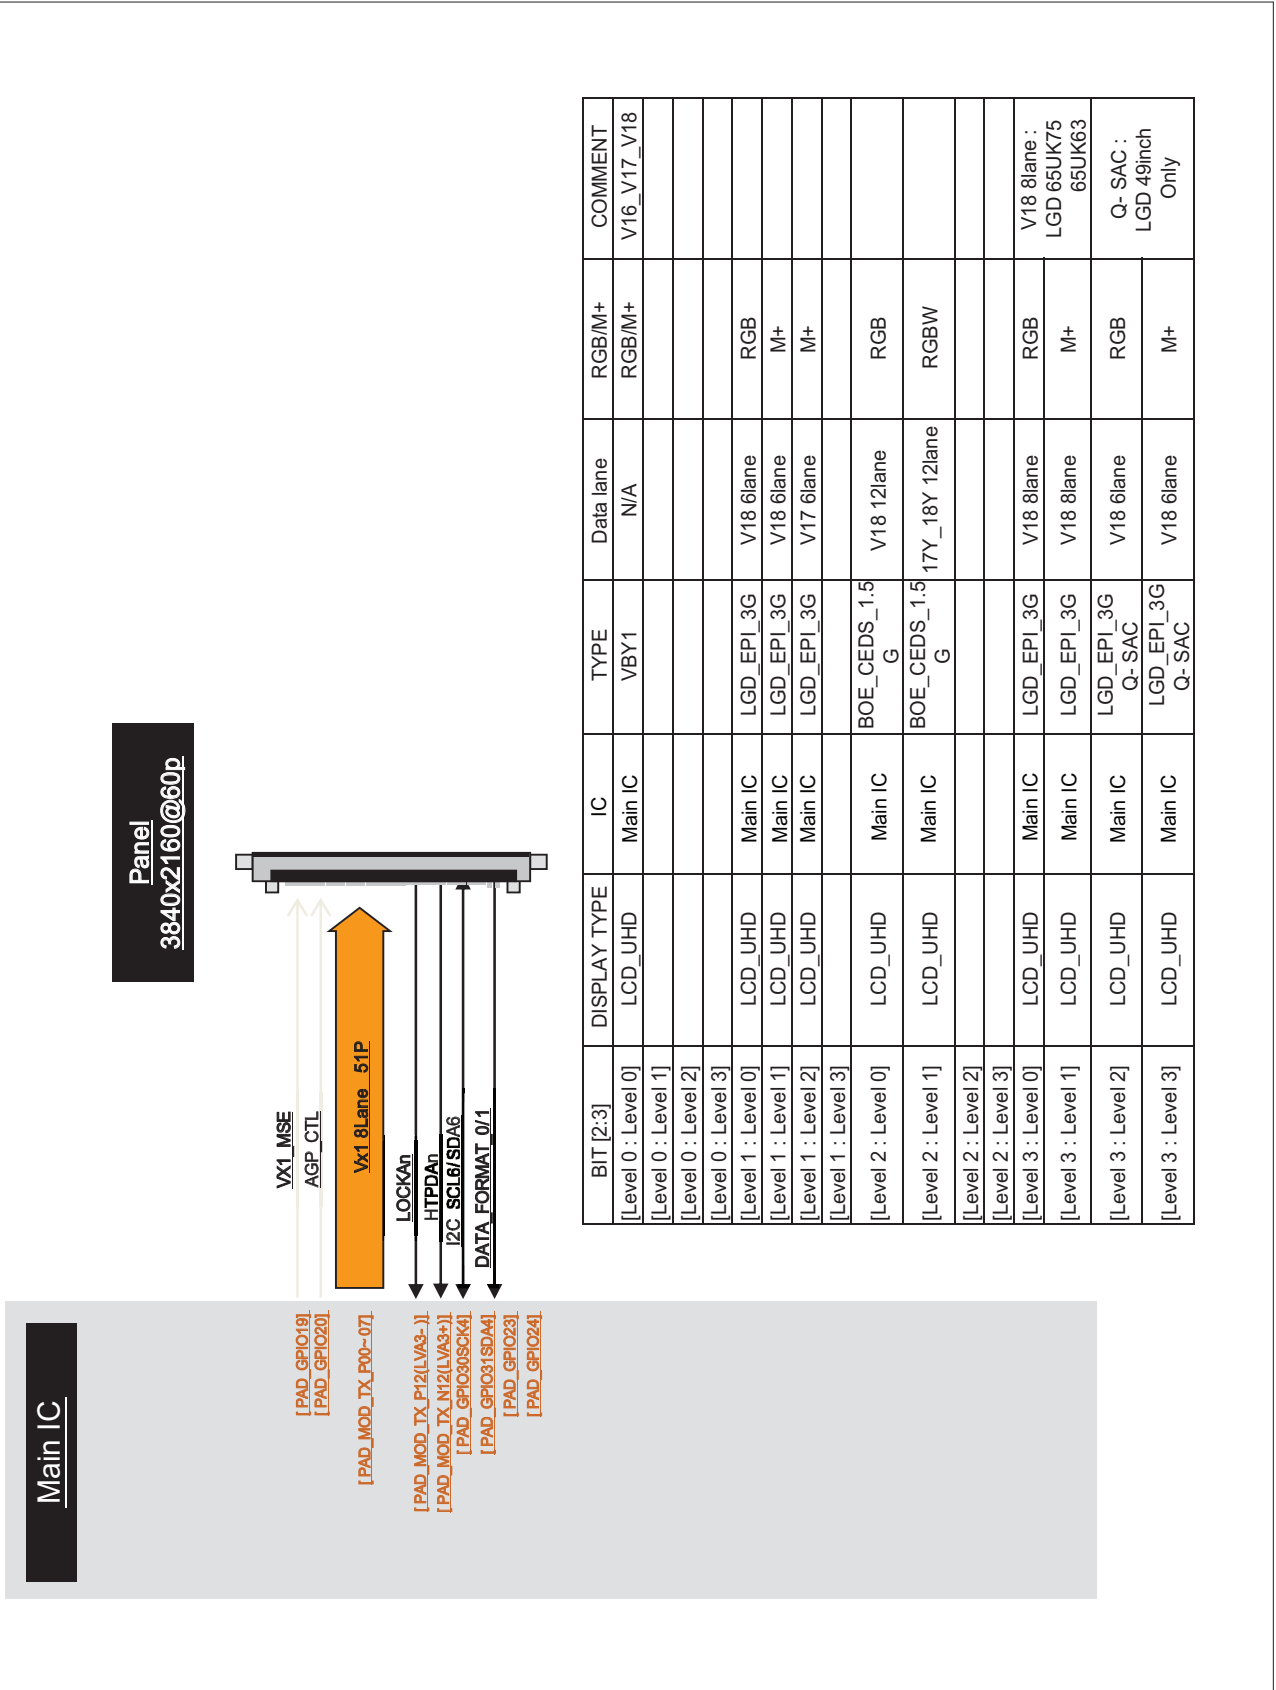 Main IC
Panel
3840x2160@60p
[ PAD_GPIO19]
VX1_MSE
[ PAD_GPIO20]
AGP_CTL
[ PAD_MOD_TX_P00~ 07]
Vx1 8Lane 51P
[ PAD_MOD_TX_P12(LVA3- )]
LOCKAn
[ PAD_MOD_TX_N12(LVA3+)]
HTPDAn
[ PAD_GPIO30SCK4]
I2C_SCL6/SDA6
[ PAD_GPIO31SDA4]
DATA_FORMAT_0/1
[ PAD_GPIO23]
[ PAD_GPIO24]
BIT [2:3] DISPLAY TYPE IC TYPE Data lane RGB/M+ COMMENT
[Level 0 : Level 0] LCD_UHD Main IC VBY1 N/A RGB/M+ V16_V17_V18
[Level 0 : Level 1]
[Level 0 : Level 2]
[Level 0 : Level 3]
[Level 1 : Level 0] LCD_UHD Main IC LGD_EPI_3G V18 6lane RGB
[Level 1 : Level 1] LCD_UHD Main IC LGD_EPI_3G V18 6lane M+
[Level 1 : Level 2] LCD_UHD Main IC LGD_EPI_3G V17 6lane M+
[Level 1 : Level 3]
[Level 2 : Level 0] LCD_UHD Main IC BOE_CEDS_1.5
G V18 12lane RGB
[Level 2 : Level 1] LCD_UHD Main IC BOE_CEDS_1.5
G 17Y_18Y 12lane RGBW
[Level 2 : Level 2]
[Level 2 : Level 3]
[Level 3 : Level 0] LCD_UHD Main IC LGD_EPI_3G V18 8lane RGB
[Level 3 : Level 1] LCD_UHD Main IC LGD_EPI_3G V18 8lane M+
V18 8lane :
LGD 65UK75
65UK63
[Level 3 : Level 2] LCD_UHD Main IC LGD_EPI_3G
Q- SAC V18 6lane RGB
[Level 3 : Level 3] LCD_UHD Main IC LGD_EPI_3G
Q- SAC V18 6lane M+
Q- SAC :
LGD 49inch
Only